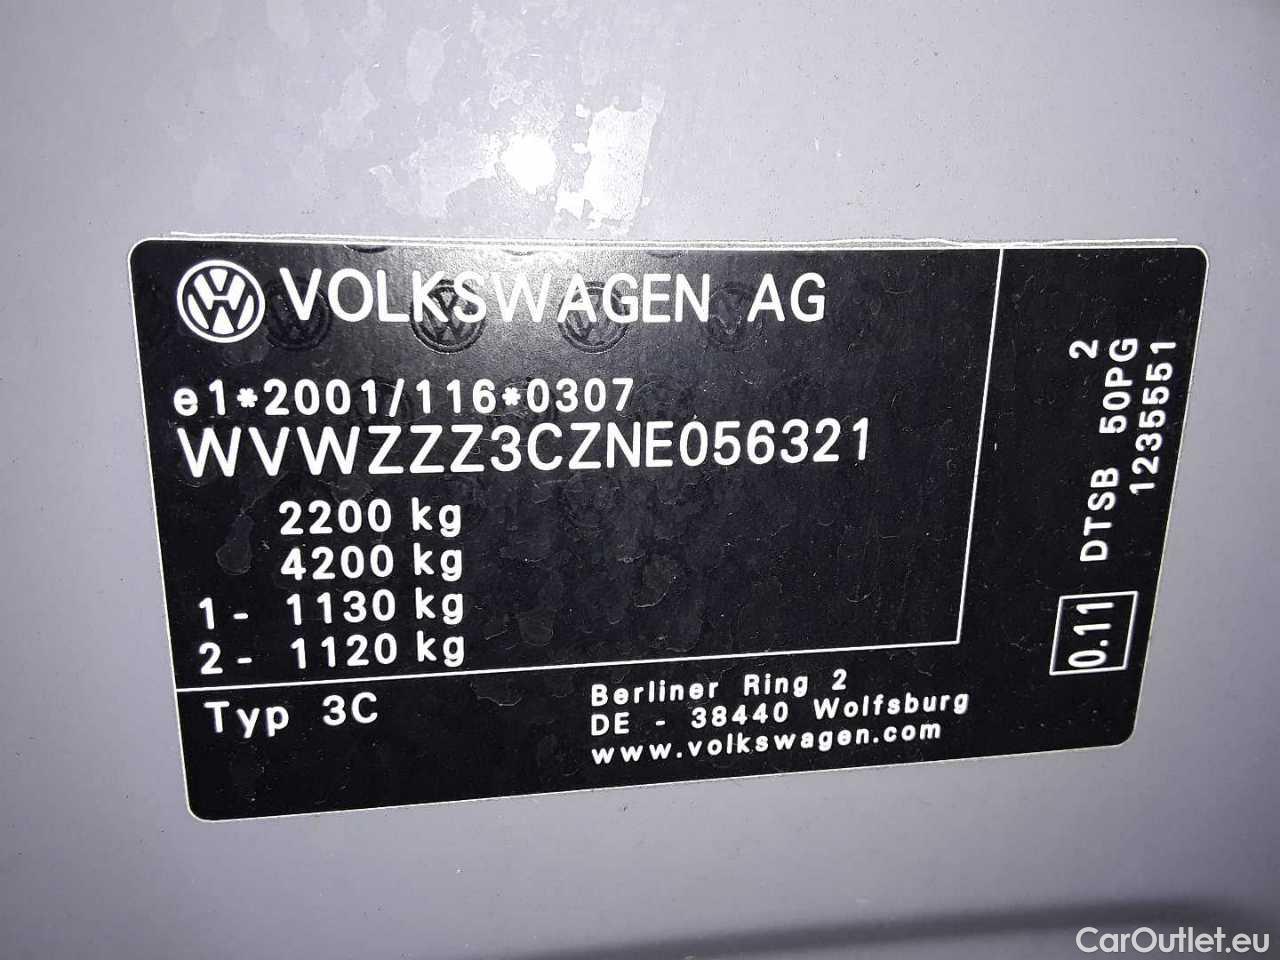 VOLKSWAGEN AG
e1*2001/116*0307
WVWZZZ3CZNE056321
2200 kg
4200 kg
1 - 1130 kg
2 - 1120 kg
Typ 3C
Berliner Ring 2
DE - 38440 Wolfsburg
www.volkswagen.com
2
DTSB 50PG
1235551
0.11
CarOutlet.eu